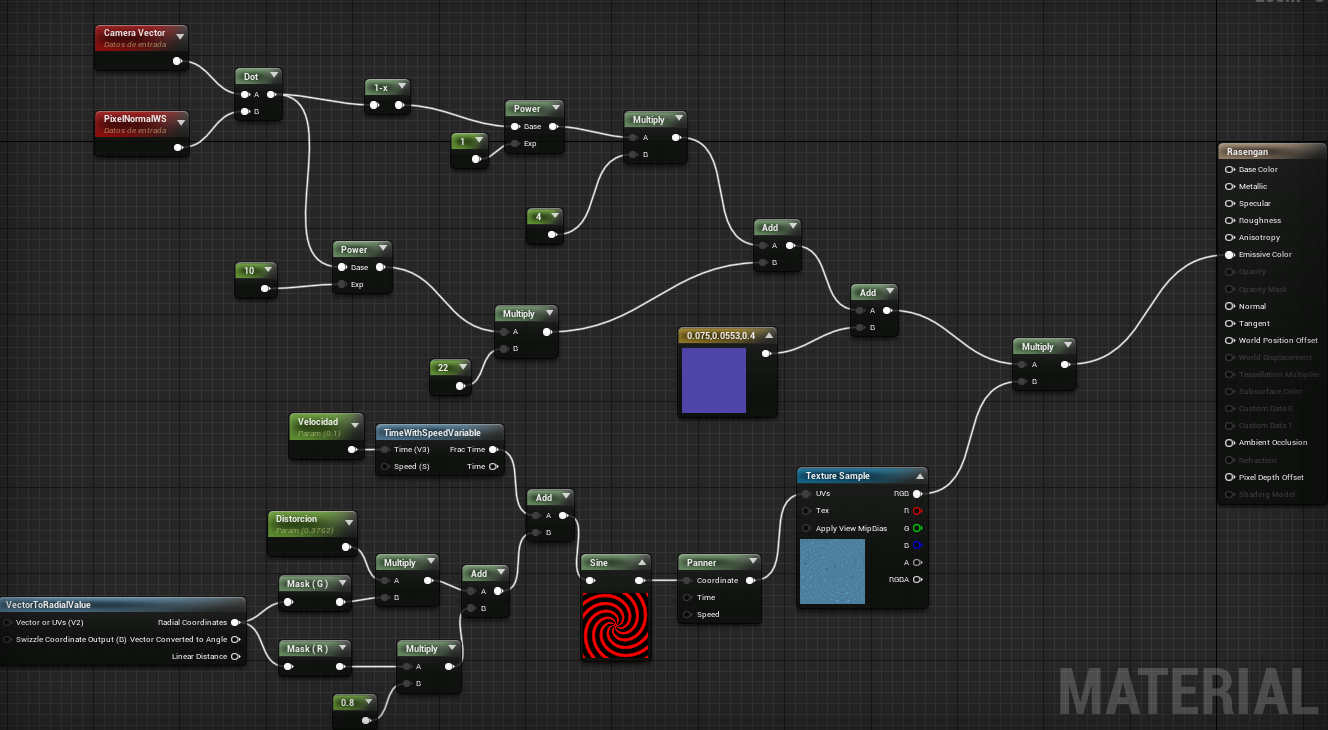 Camera Vector
Datos de entrada
PixelNormalWS
Datos de entrada
Dot
A
B
1-x
Power
Base
Exp
1
Multiply
A
B
4
Power
Base
Exp
10
Multiply
A
B
22
Add
A
B
Add
A
B
0.075,0.0553,0.4
Multiply
A
B
Velocidad
Param (0.1)
TimeWithSpeedVariable
Time (V3) Frac Time
Speed (S) Time
Add
A
B
Distorcion
Param (0.3762)
Multiply
A
B
Add
A
B
Mask ( G )
VectorToRadialValue
Vector or UVs (V2) Radial Coordinates
Swizzle Coordinate Output (B) Vector Converted to Angle
Linear Distance
Mask ( R )
Multiply
A
B
0.8
Sine
Panner
Coordinate
Time
Speed
Texture Sample
UVs RGB
Tex R
Apply View MipBias G
B
A
RGBA
Rasengan
Base Color
Metallic
Specular
Roughness
Anisotropy
Emissive Color
Opacity
Opacity Mask
Normal
Tangent
World Position Offset
World Displacement
Tessellation Multiplier
Subsurface Color
Custom Data 0
Custom Data 1
Ambient Occlusion
Refraction
Pixel Depth Offset
Shading Model
MATERIAL